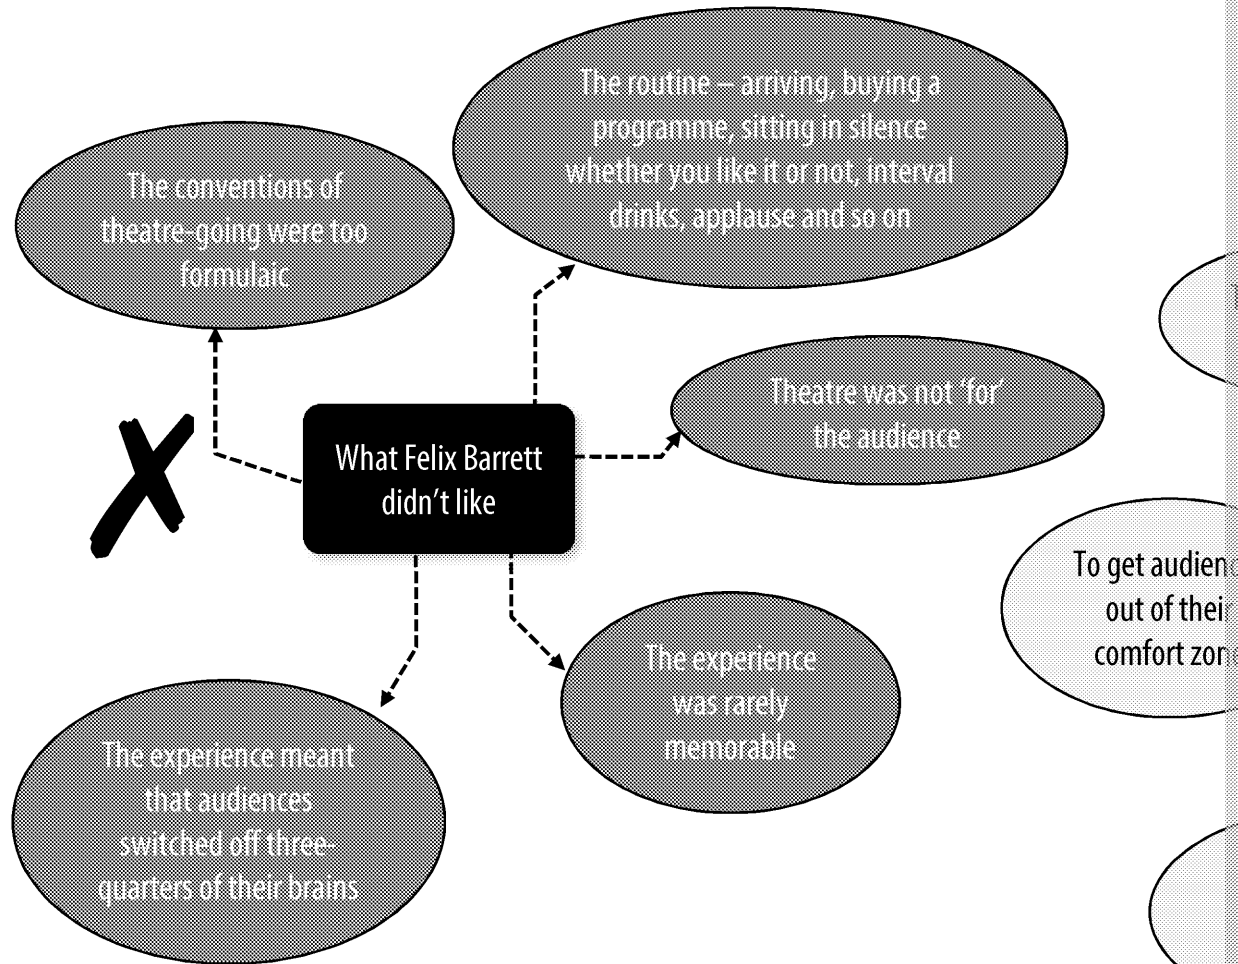 The routine – arriving, buying a
programme, sitting in silence
whether you like it or not, interval
drinks, applause and so on
The conventions of
theatre-going were too
formulaic
Theatre was not ‘for’
the audience
What Felix Barrett
didn’t like
To get audien
out of their
comfort zon
The experience
was rarely
memorable
The experience meant
that audiences
switched off three-
quarters of their brains